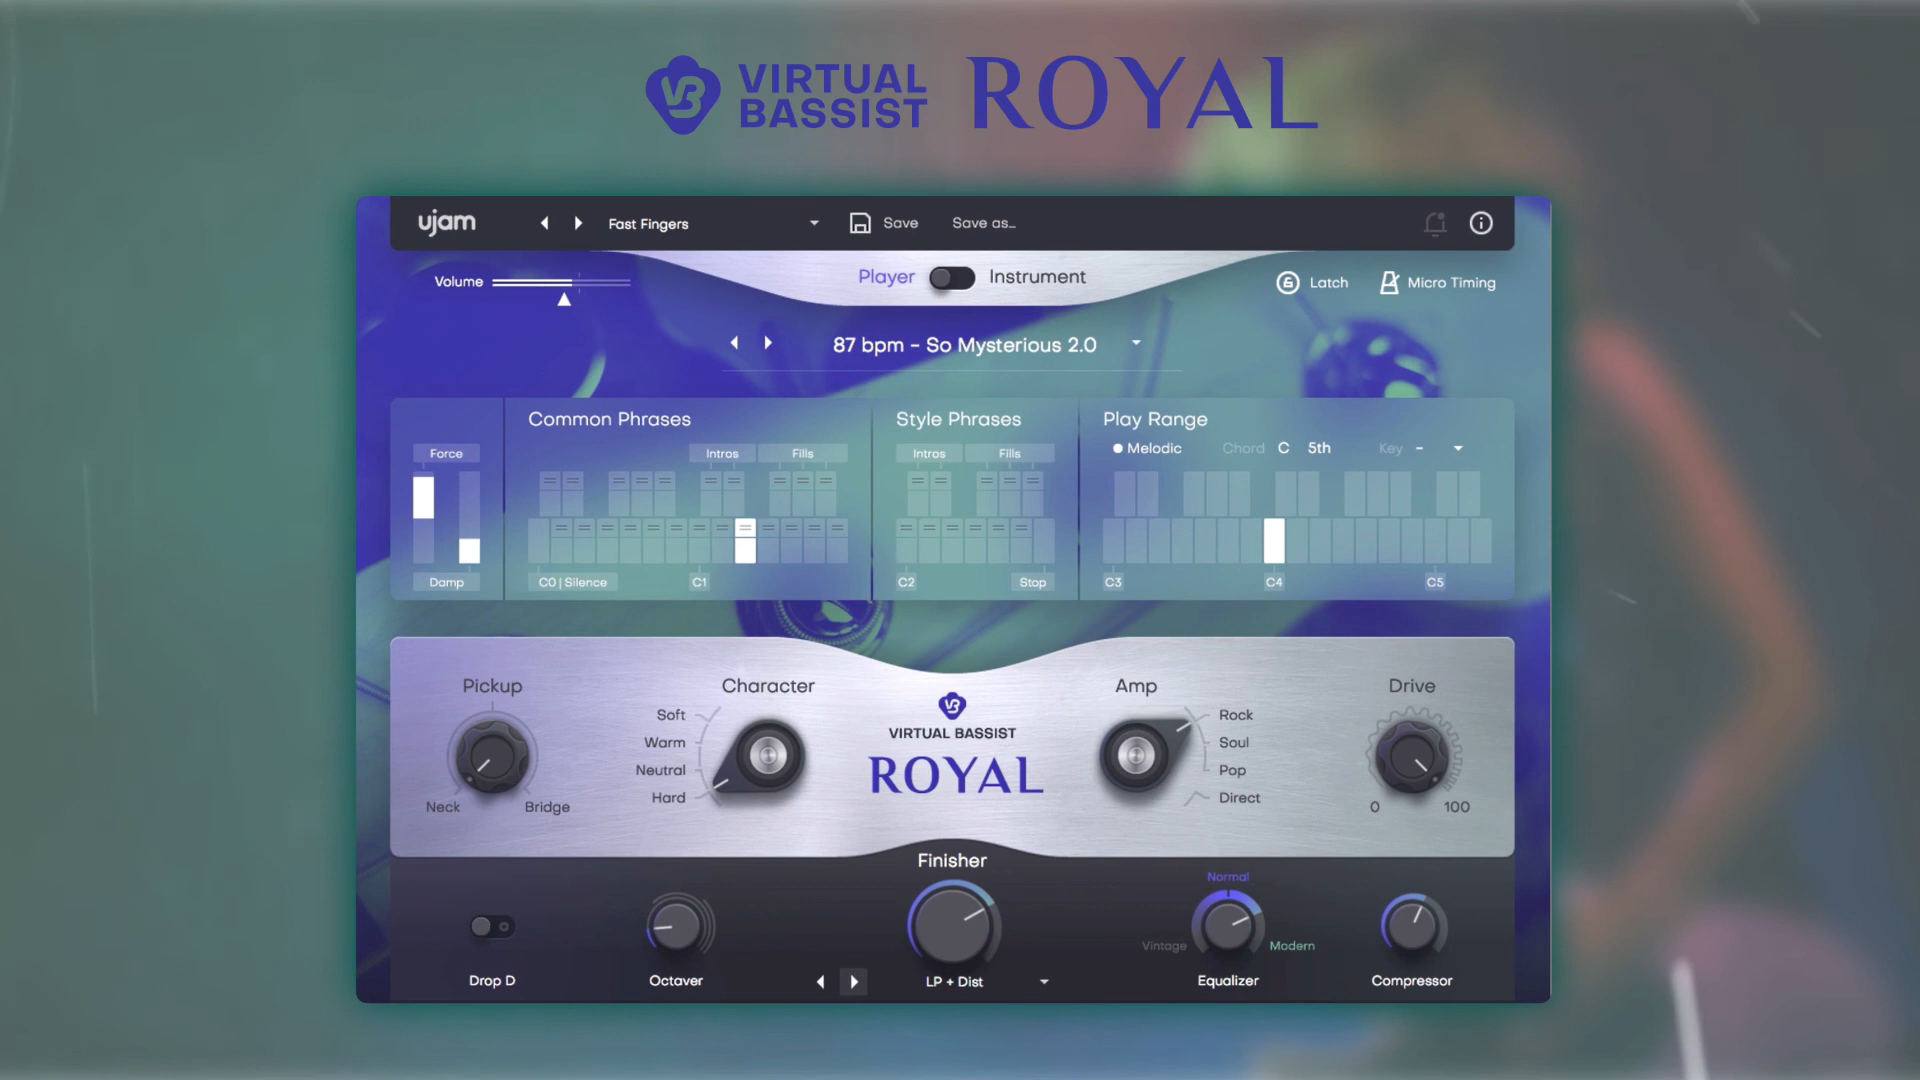 VIRTUAL BASSIST ROYAL
ujam Fast Fingers Save Save as...
Volume Player Instrument Latch Micro Timing
87 bpm - So Mysterious 2.0
Common Phrases Style Phrases Play Range
Melodic Chord C 5th Key -
Force Intros Fills Intros Fills
Damp C0 | Silence C1 C2 Stop C3 C4 C5
Pickup
Neck Bridge
Character
Soft
Warm
Neutral
Hard
VB
VIRTUAL BASSIST
ROYAL
Amp
Rock
Soul
Pop
Direct
Drive
0 100
Finisher
Normal
Vintage Modern
Drop D Octaver LP + Dist Equalizer Compressor